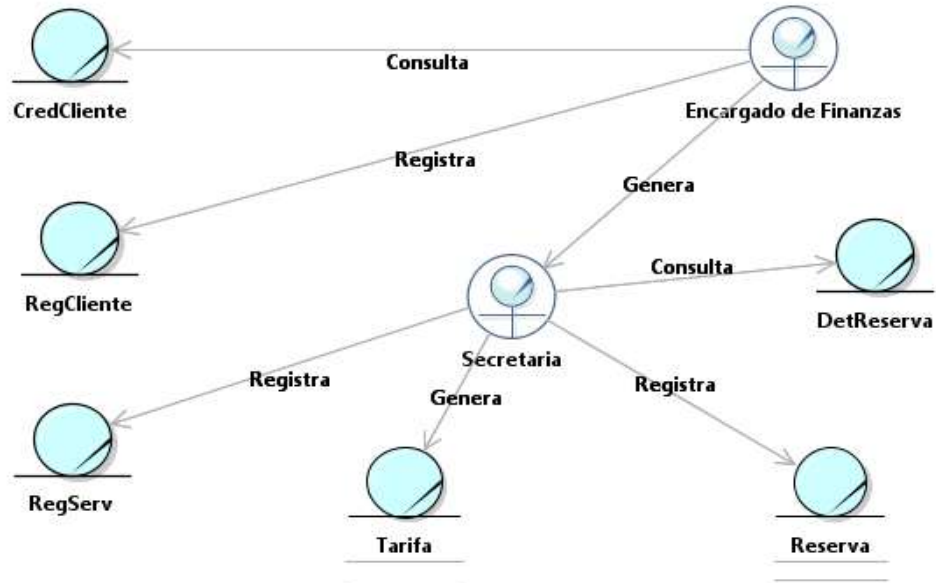 Consulta
CredCliente
Encargado de Finanzas
Registra
Genera
Consulta
RegCliente
DetReserva
Secretaria
Registra
Genera
Registra
RegServ
Tarifa
Reserva